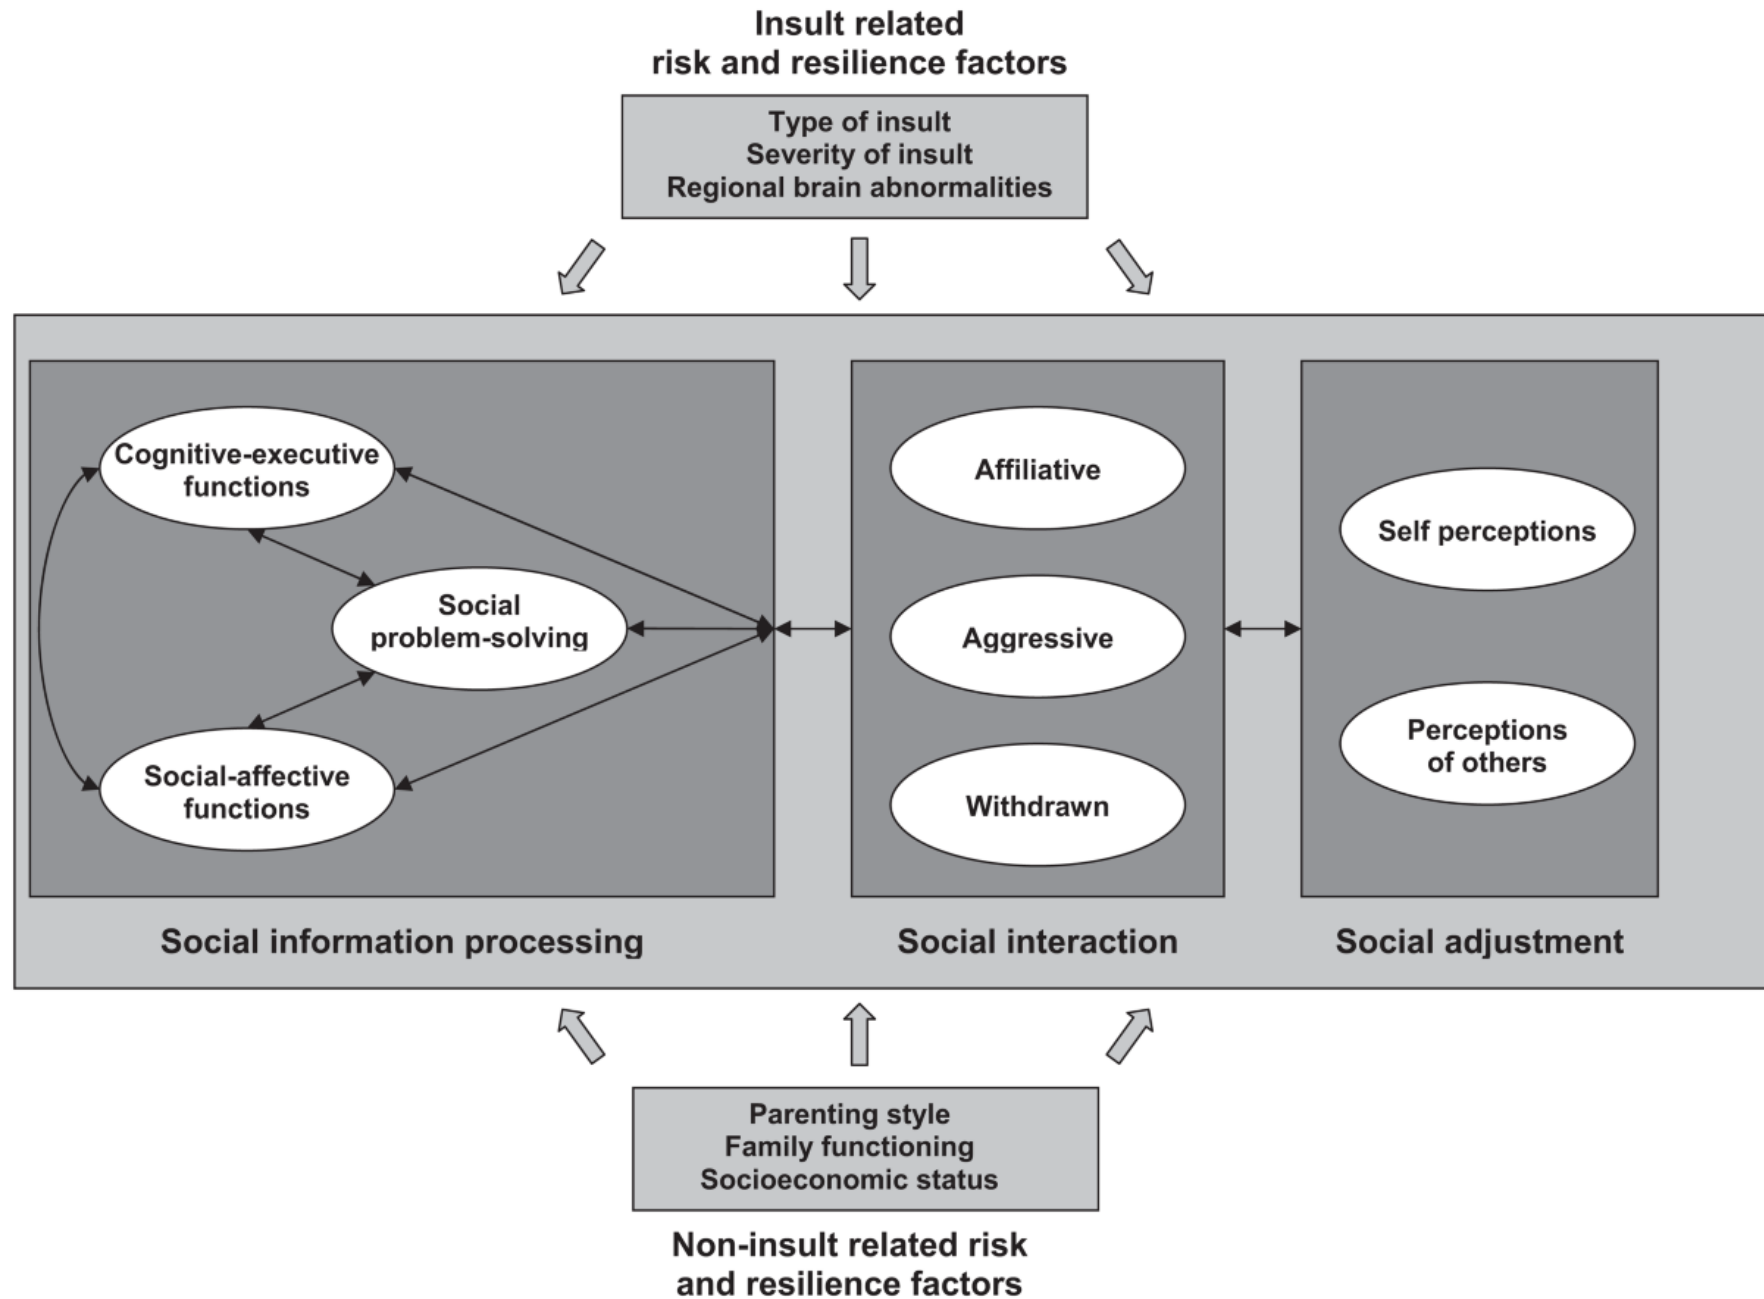 Insult related
risk and resilience factors
Type of insult
Severity of insult
Regional brain abnormalities
Cognitive-executive
functions
Social
problem-solving
Social-affective
functions
Affiliative
Aggressive
Withdrawn
Self perceptions
Perceptions
of others
Social information processing
Social interaction
Social adjustment
Parenting style
Family functioning
Socioeconomic status
Non-insult related risk
and resilience factors